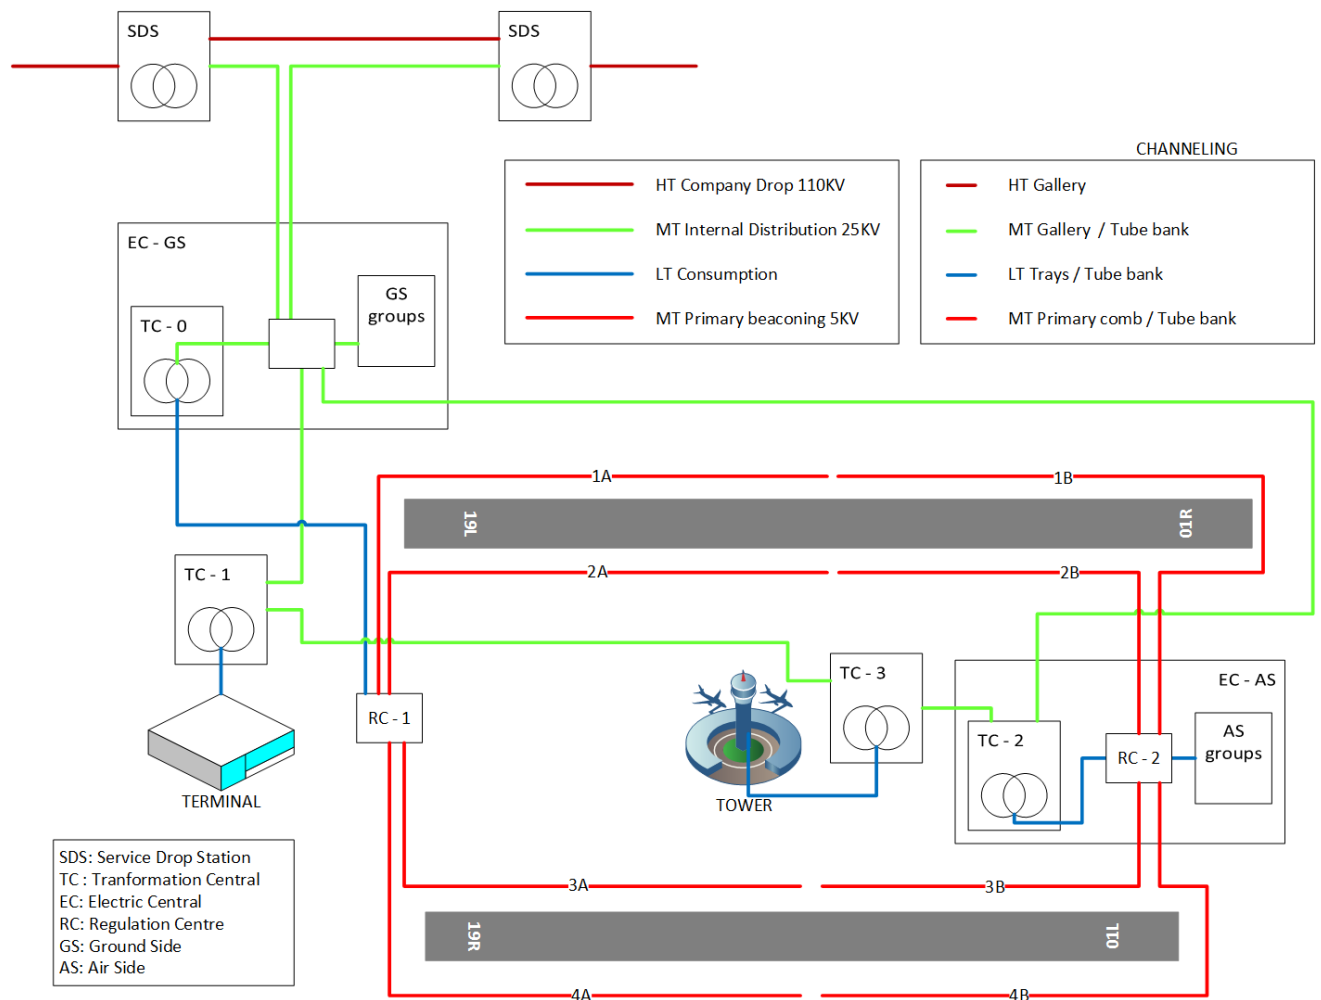 SDS
SDS
CHANNELING
HT Company Drop 110KV
MT Internal Distribution 25KV
LT Consumption
MT Primary beaconing 5KV
HT Gallery
MT Gallery / Tube bank
LT Trays / Tube bank
MT Primary comb / Tube bank
EC - GS
TC - 0
GS
groups
1A
1B
19L
01R
2A
2B
TC - 1
TC - 3
EC - AS
RC - 1
TC - 2
RC - 2
AS
groups
TERMINAL
TOWER
SDS: Service Drop Station
TC : Tranformation Central
EC: Electric Central
RC: Regulation Centre
GS: Ground Side
AS: Air Side
3A
3B
19R
01L
4A
4B